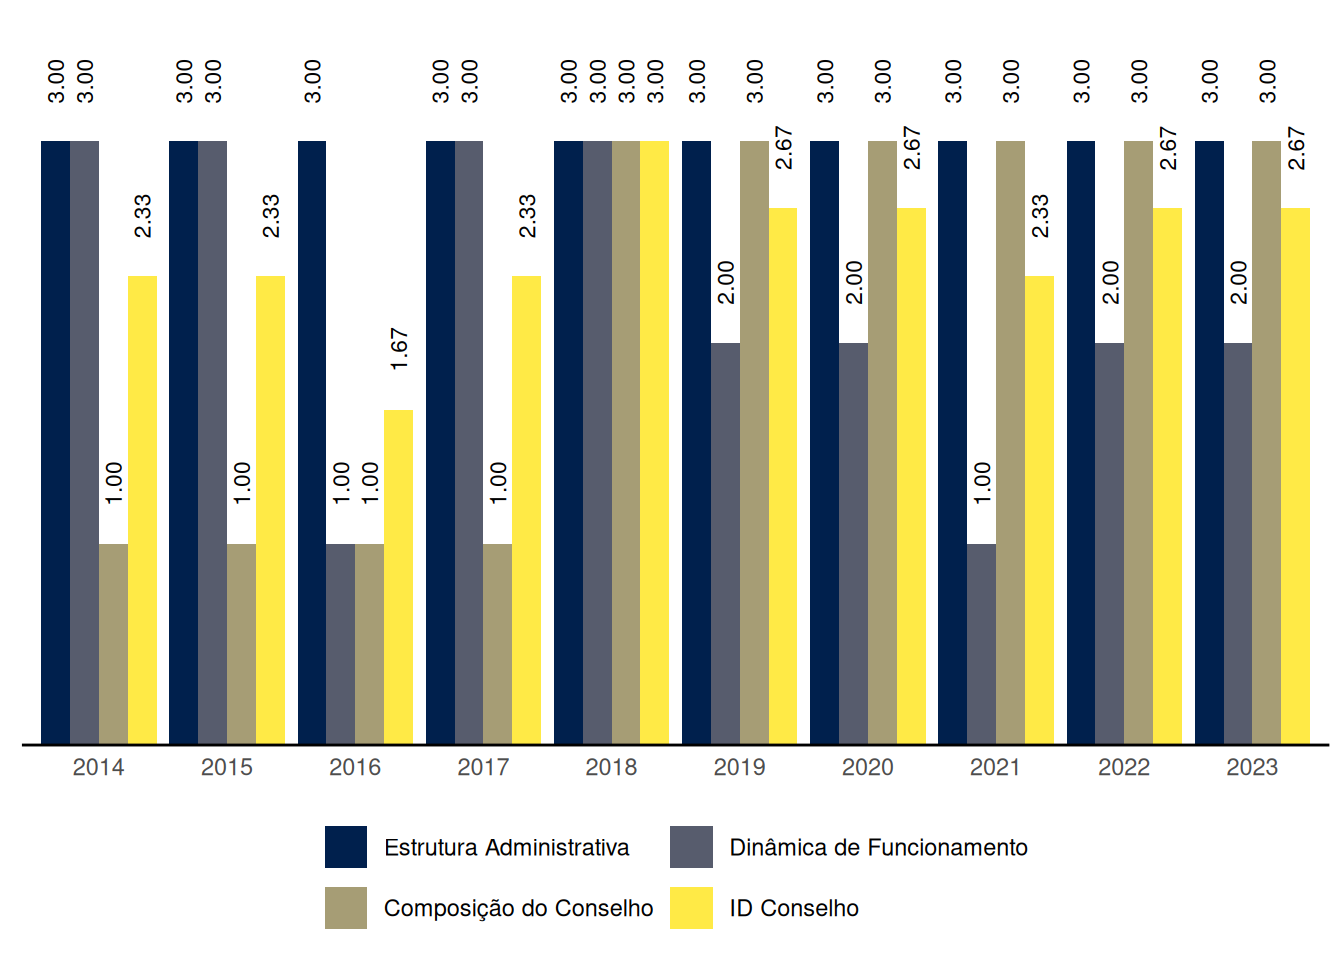 3.00 3.00 1.00 2.33 3.00 3.00 1.00 2.33 3.00 1.00 1.00 1.67 3.00 3.00 1.00 2.33 3.00 3.00 3.00 3.00 3.00 2.00 3.00 2.67 3.00 2.00 3.00 2.67 3.00 1.00 3.00 2.33 3.00 2.00 3.00 2.67 3.00 2.00 3.00 2.67
2014 2015 2016 2017 2018 2019 2020 2021 2022 2023
Estrutura Administrativa Dinâmica de Funcionamento
Composição do Conselho ID Conselho